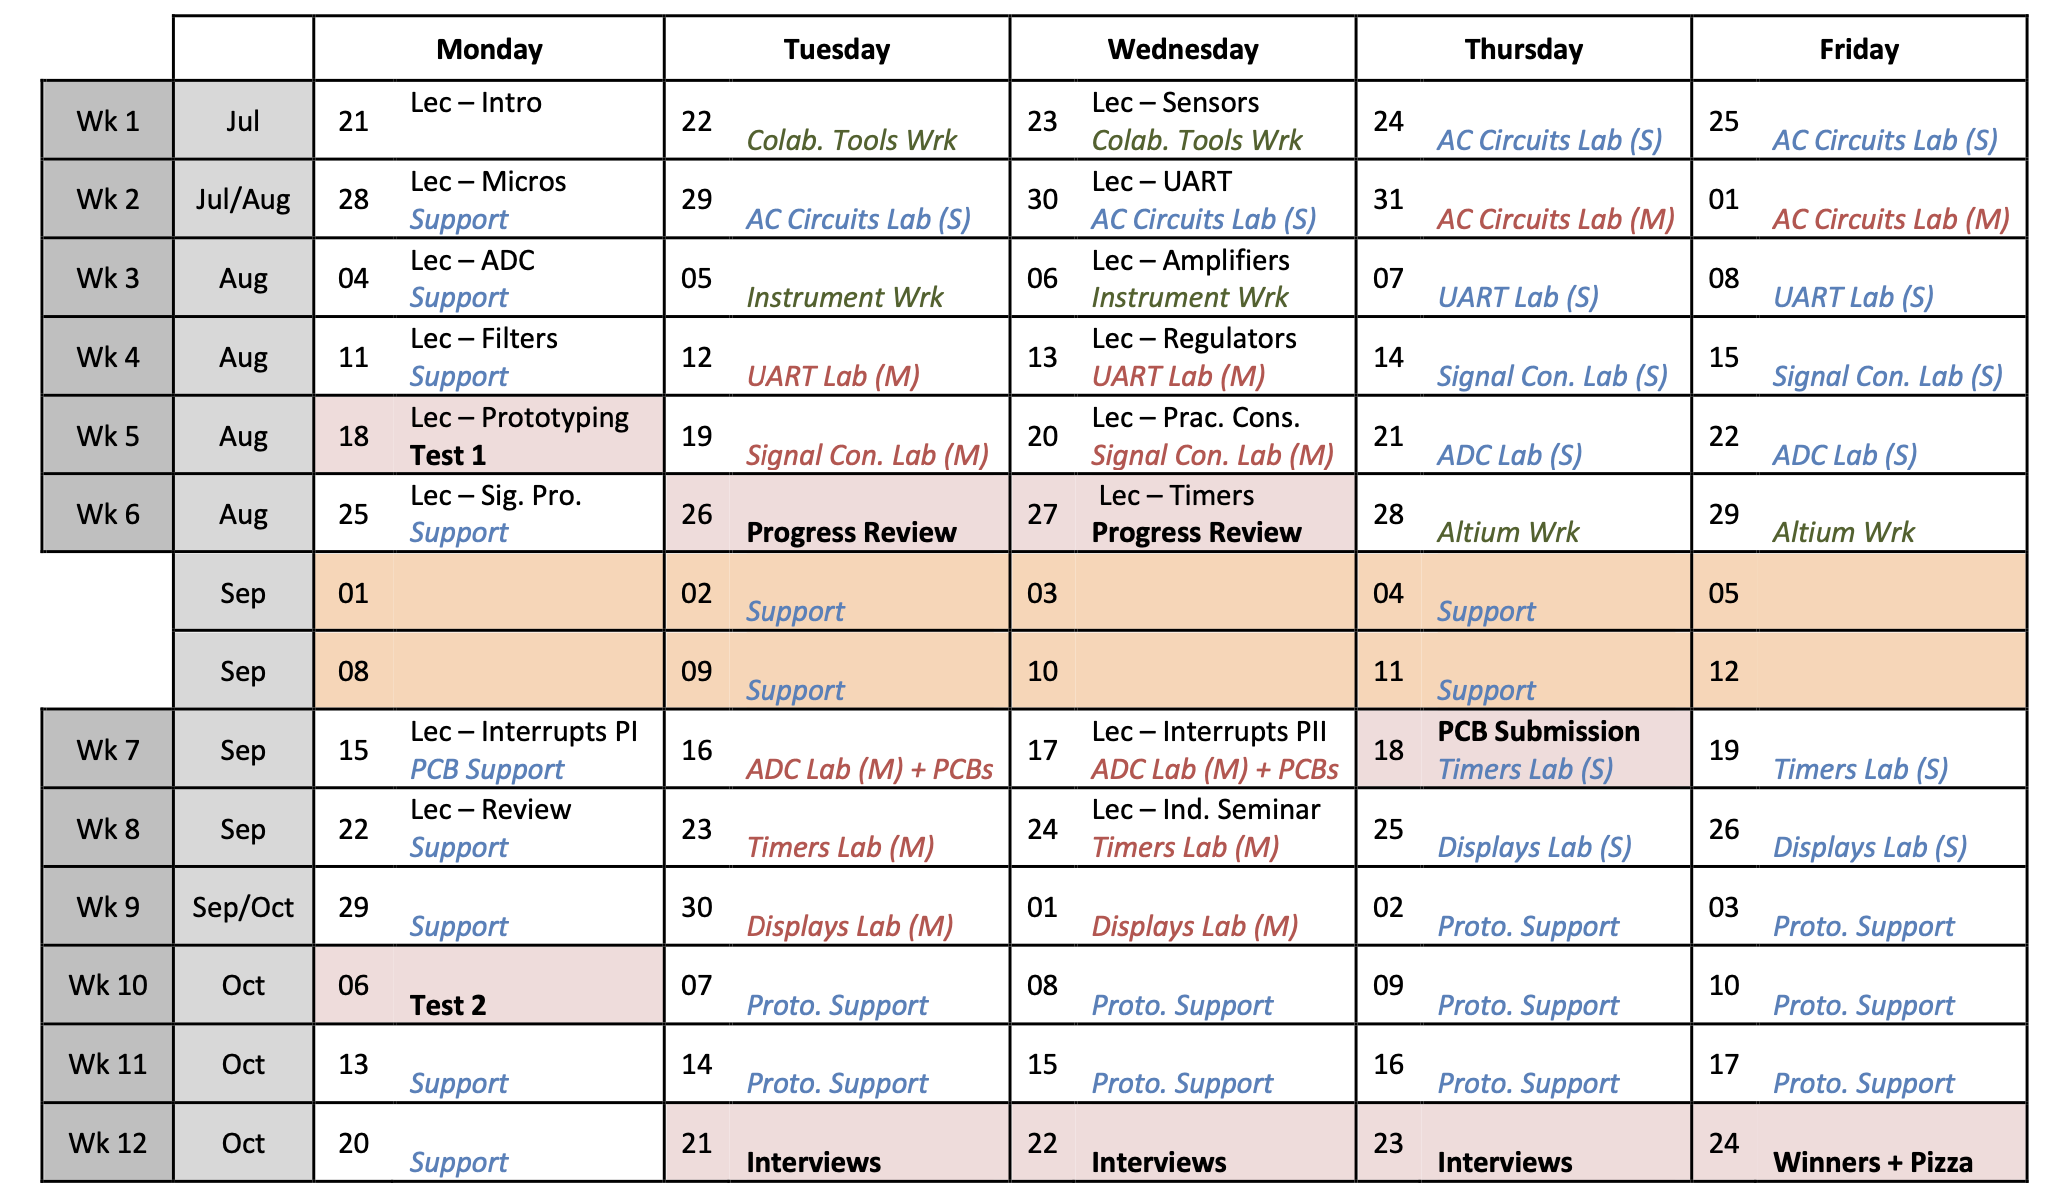 Monday Tuesday Wednesday Thursday Friday
Wk 1 Jul 21 Lec – Intro 22 Colab. Tools Wrk 23 Lec – Sensors Colab. Tools Wrk 24 AC Circuits Lab (S) 25 AC Circuits Lab (S)
Wk 2 Jul/Aug 28 Lec – Micros Support 29 AC Circuits Lab (S) 30 Lec – UART AC Circuits Lab (S) 31 AC Circuits Lab (M) 01 AC Circuits Lab (M)
Wk 3 Aug 04 Lec – ADC Support 05 Instrument Wrk 06 Lec – Amplifiers Instrument Wrk 07 UART Lab (S) 08 UART Lab (S)
Wk 4 Aug 11 Lec – Filters Support 12 UART Lab (M) 13 Lec – Regulators UART Lab (M) 14 Signal Con. Lab (S) 15 Signal Con. Lab (S)
Wk 5 Aug 18 Lec – Prototyping Test 1 19 Signal Con. Lab (M) 20 Lec – Prac. Cons. Signal Con. Lab (M) 21 ADC Lab (S) 22 ADC Lab (S)
Wk 6 Aug 25 Lec – Sig. Pro. Support 26 Progress Review 27 Lec – Timers Progress Review 28 Altium Wrk 29 Altium Wrk
Sep 01 02 Support 03 04 Support 05
Sep 08 09 Support 10 11 Support 12
Wk 7 Sep 15 Lec – Interrupts PI PCB Support 16 ADC Lab (M) + PCBs 17 Lec – Interrupts PII ADC Lab (M) + PCBs 18 PCB Submission Timers Lab (S) 19 Timers Lab (S)
Wk 8 Sep 22 Lec – Review Support 23 Timers Lab (M) 24 Lec – Ind. Seminar Timers Lab (M) 25 Displays Lab (S) 26 Displays Lab (S)
Wk 9 Sep/Oct 29 Support 30 Displays Lab (M) 01 Displays Lab (M) 02 Proto. Support 03 Proto. Support
Wk 10 Oct 06 Test 2 07 Proto. Support 08 Proto. Support 09 Proto. Support 10 Proto. Support
Wk 11 Oct 13 Support 14 Proto. Support 15 Proto. Support 16 Proto. Support 17 Proto. Support
Wk 12 Oct 20 Support 21 Interviews 22 Interviews 23 Interviews 24 Winners + Pizza